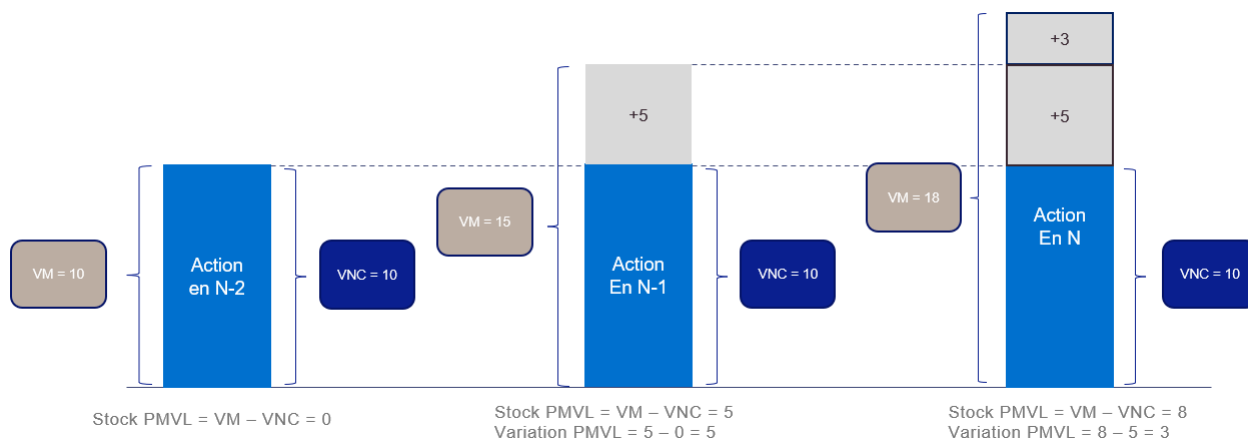 +3
+5
+5
VM = 10
Action
en N-2
VNC = 10
VM = 15
Action
En N-1
VNC = 10
VM = 18
Action
En N
VNC = 10
Stock PMVL = VM – VNC = 0
Stock PMVL = VM – VNC = 5
Variation PMVL = 5 – 0 = 5
Stock PMVL = VM – VNC = 8
Variation PMVL = 8 – 5 = 3